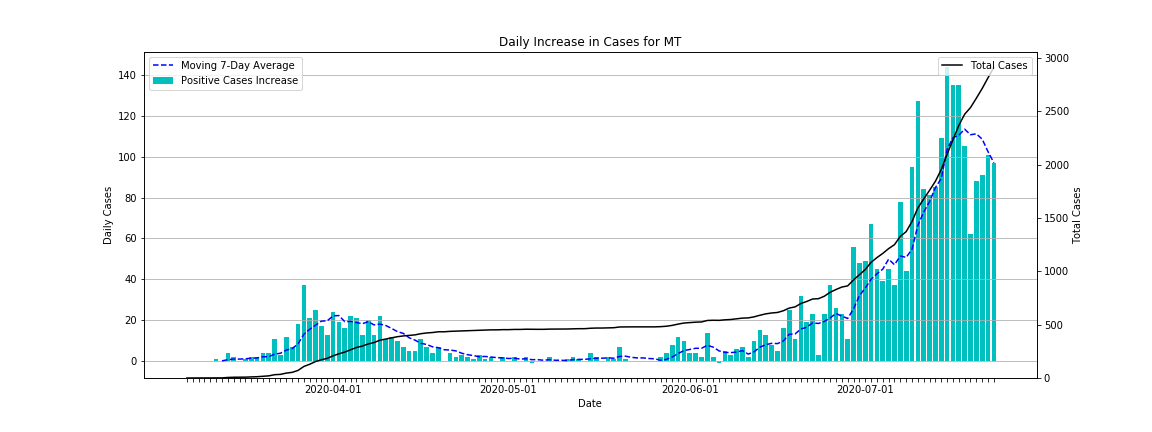 Daily Increase in Cases for MT
Moving 7-Day Average
Positive Cases Increase
Total Cases
140
120
100
80
60
40
20
0
Daily Cases
3000
2500
2000
1500
1000
500
0
Total Cases
2020-04-01
2020-05-01
2020-06-01
2020-07-01
Date